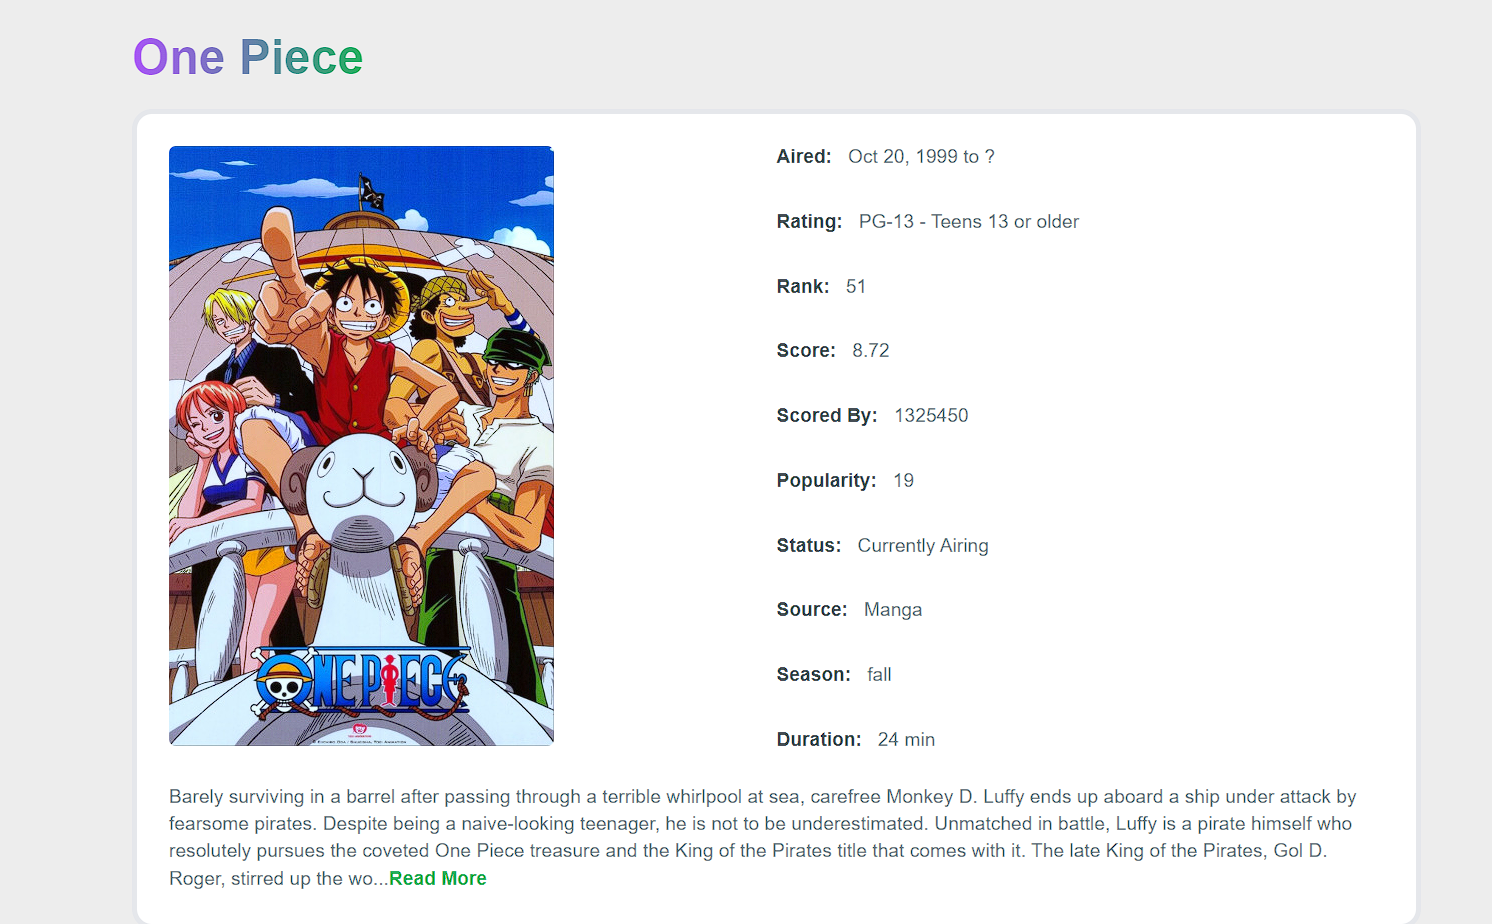 One Piece
Aired: Oct 20, 1999 to ?
Rating: PG-13 - Teens 13 or older
Rank: 51
Score: 8.72
Scored By: 1325450
Popularity: 19
Status: Currently Airing
Source: Manga
Season: fall
Duration: 24 min
ONE PIECE
Barely surviving in a barrel after passing through a terrible whirlpool at sea, carefree Monkey D. Luffy ends up aboard a ship under attack by
fearsome pirates. Despite being a naive-looking teenager, he is not to be underestimated. Unmatched in battle, Luffy is a pirate himself who
resolutely pursues the coveted One Piece treasure and the King of the Pirates title that comes with it. The late King of the Pirates, Gol D.
Roger, stirred up the wo...Read More